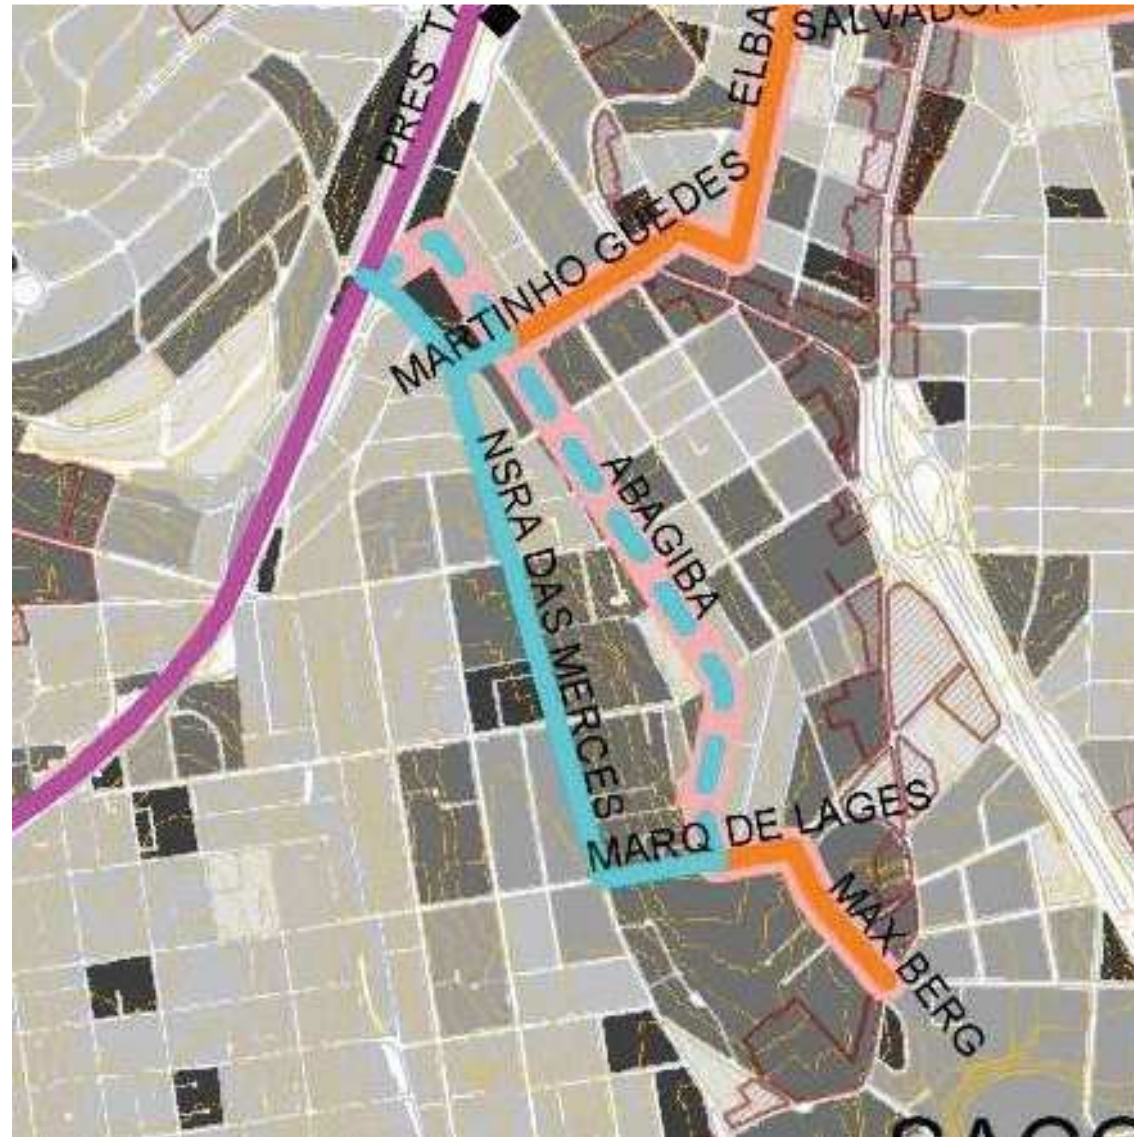 PRES
ELBA
SALVADOR
MARTINHO GUEDES
ABAGIBA
NSRA DAS MERCES
MARQ DE LAGES
MAX BERG